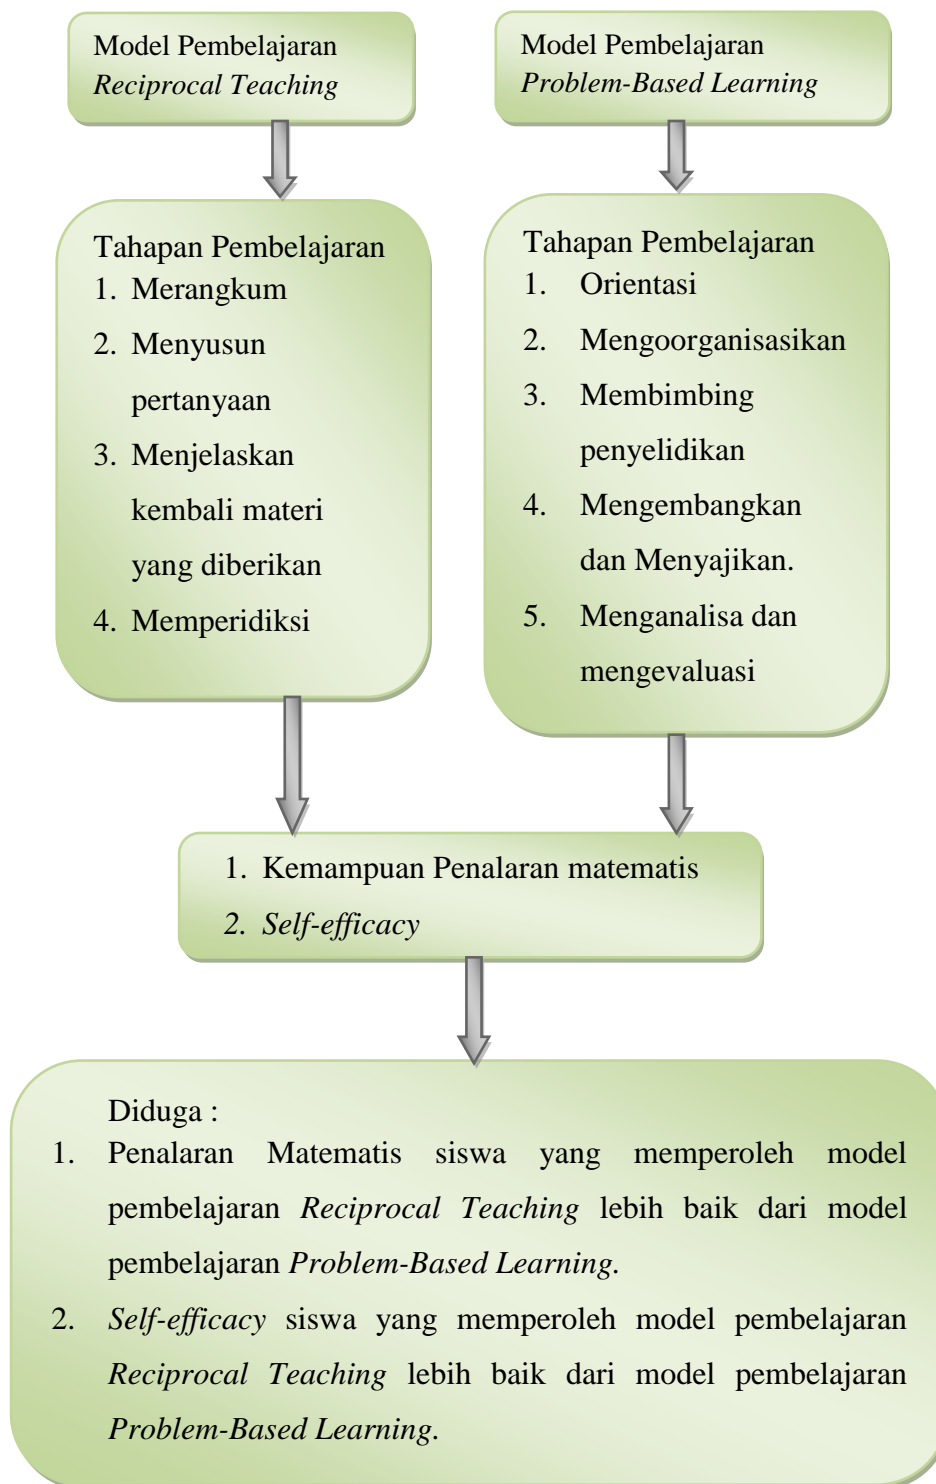 Model Pembelajaran
Reciprocal Teaching
Model Pembelajaran
Problem-Based Learning
Tahapan Pembelajaran
1. Merangkum
2. Menyusun
pertanyaan
3. Menjelaskan
kembali materi
yang diberikan
4. Memperidiksi
Tahapan Pembelajaran
1. Orientasi
2. Mengoorganisasikan
3. Membimbing
penyelidikan
4. Mengembangkan
dan Menyajikan.
5. Menganalisa dan
mengevaluasi
1. Kemampuan Penalaran matematis
2. Self-efficacy
Diduga :
1. Penalaran Matematis siswa yang memperoleh model
pembelajaran Reciprocal Teaching lebih baik dari model
pembelajaran Problem-Based Learning.
2. Self-efficacy siswa yang memperoleh model pembelajaran
Reciprocal Teaching lebih baik dari model pembelajaran
Problem-Based Learning.